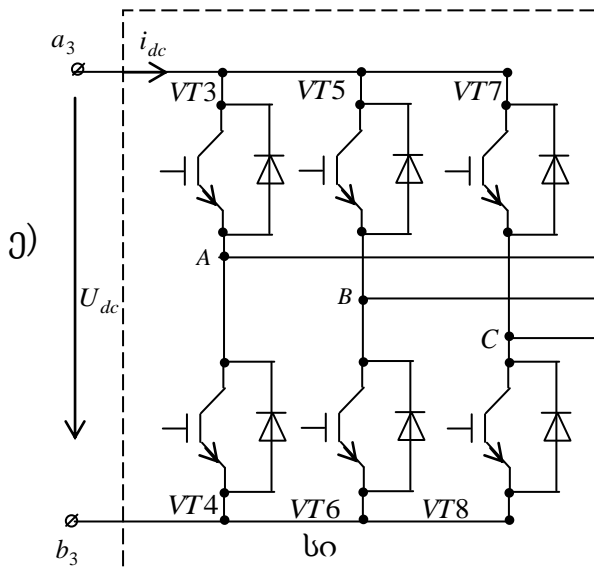 a3 idc
VT3 VT5 VT7
ე)
A
Udc B
C
VT4 VT6 VT8
b3 სი